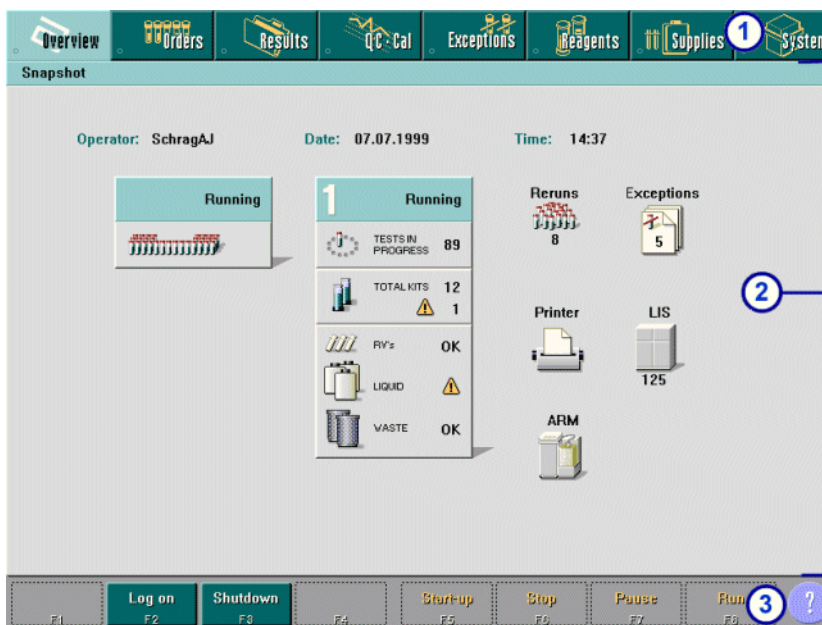 Overview Orders Results QC - Cal Exceptions Reagents Supplies 1 System
Snapshot
Operator: SchragAJ Date: 07.07.1999 Time: 14:37
Running
1 Running
TESTS IN PROGRESS 89
TOTAL KITS 12
1
RV's OK
LIQUID
WASTE OK
Reruns Exceptions
8 5
2
Printer LIS
125
ARM
Log on Shutdown Start-up Stop Pause Run 3 ?
F1 F2 F3 F4 F5 F6 F7 F8